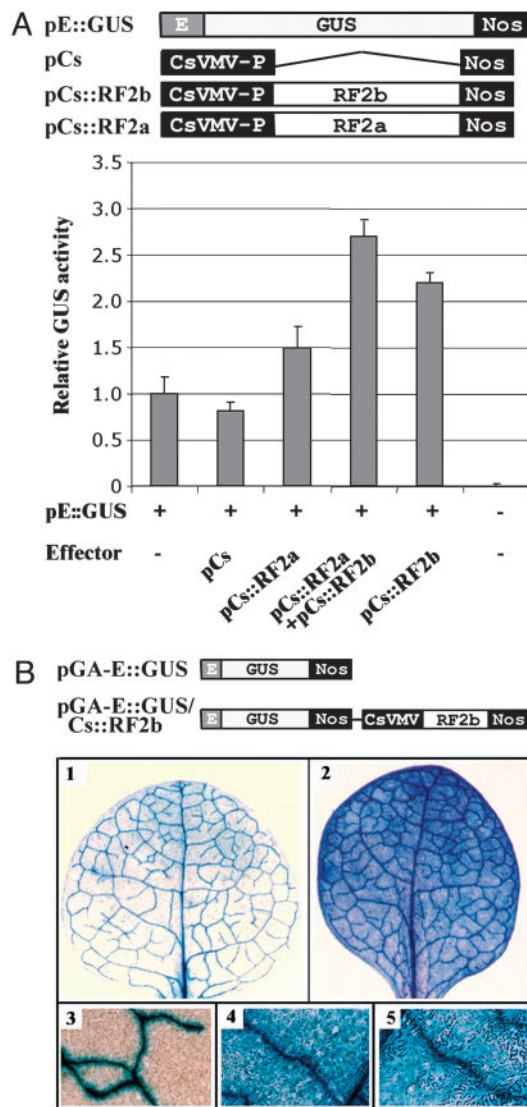 A
pE::GUS
E GUS Nos
pCs
CsVMV-P Nos
pCs::RF2b
CsVMV-P RF2b Nos
pCs::RF2a
CsVMV-P RF2a Nos
Relative GUS activity
3.5
3.0
2.5
2.0
1.5
1.0
0.5
0
pE::GUS + + + + + -
Effector - pCs pCs::RF2a pCs::RF2a +pCs::RF2b pCs::RF2b -
B
pGA-E::GUS
E GUS Nos
pGA-E::GUS/
Cs::RF2b
E GUS Nos CsVMV RF2b Nos
1
2
3
4
5